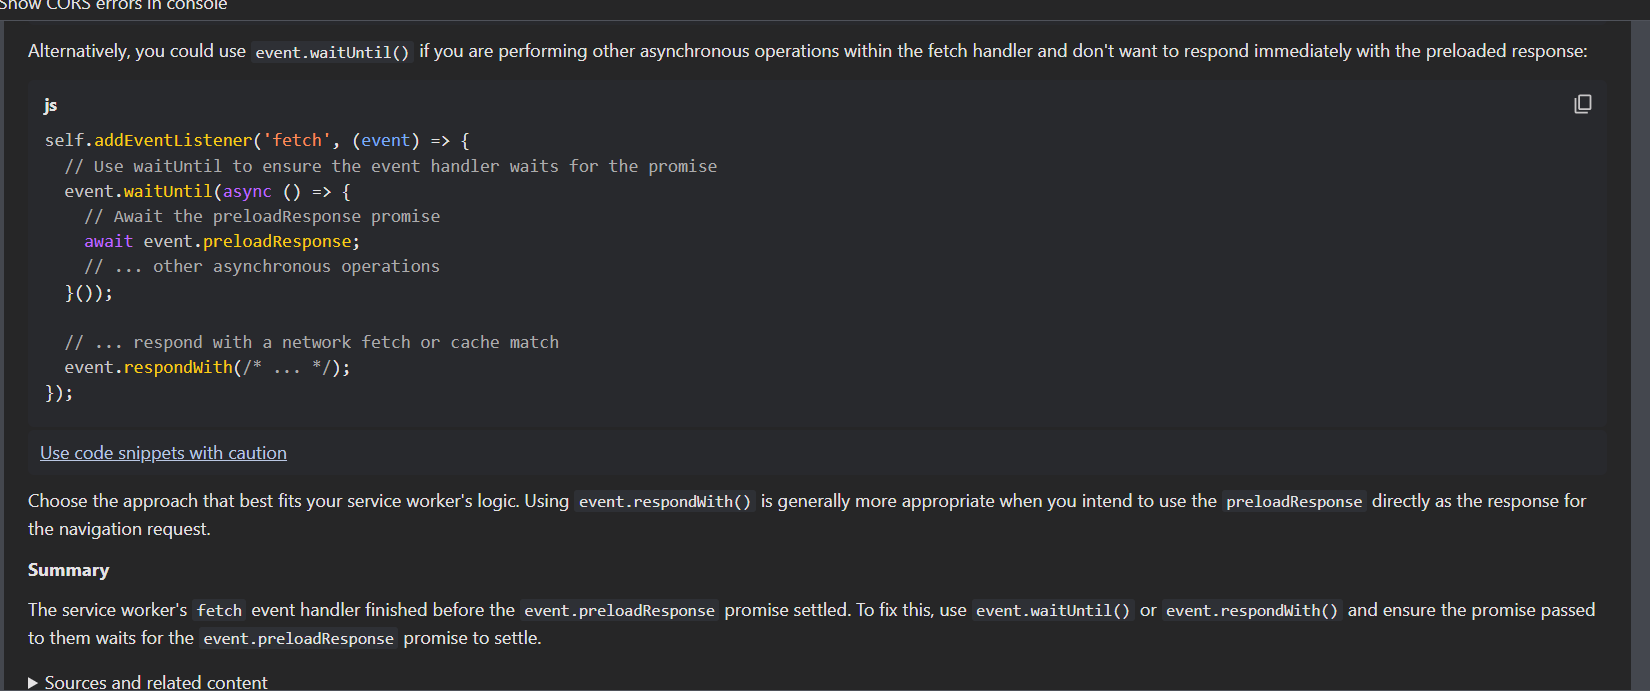 Show CORS errors in console
Alternatively, you could use event.waitUntil() if you are performing other asynchronous operations within the fetch handler and don't want to respond immediately with the preloaded response:
js
self.addEventListener('fetch', (event) => {
  // Use waitUntil to ensure the event handler waits for the promise
  event.waitUntil(async () => {
    // Await the preloadResponse promise
    await event.preloadResponse;
    // ... other asynchronous operations
  }());

  // ... respond with a network fetch or cache match
  event.respondWith(/* ... */);
});
Use code snippets with caution
Choose the approach that best fits your service worker's logic. Using event.respondWith() is generally more appropriate when you intend to use the preloadResponse directly as the response for
the navigation request.
Summary
The service worker's fetch event handler finished before the event.preloadResponse promise settled. To fix this, use event.waitUntil() or event.respondWith() and ensure the promise passed
to them waits for the event.preloadResponse promise to settle.
▶ Sources and related content